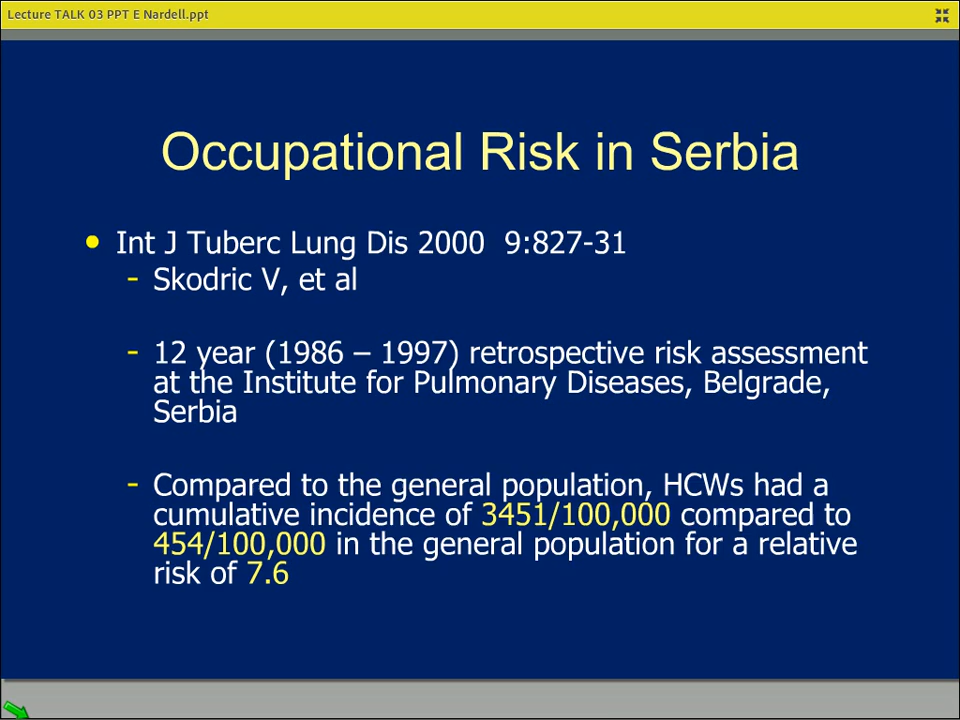 Lecture TALK 03 PPT E Nardell.ppt
Occupational Risk in Serbia
• Int J Tuberc Lung Dis 2000 9:827-31
- Skodric V, et al
- 12 year (1986 – 1997) retrospective risk assessment
at the Institute for Pulmonary Diseases, Belgrade,
Serbia
- Compared to the general population, HCWs had a
cumulative incidence of 3451/100,000 compared to
454/100,000 in the general population for a relative
risk of 7.6